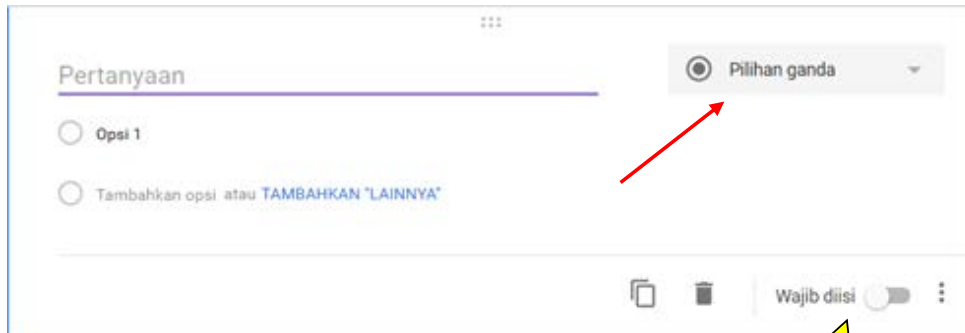 Pertanyaan
Pilihan ganda
Opsi 1
Tambahkan opsi atau TAMBAHKAN "LAINNYA"
Wajib diisi